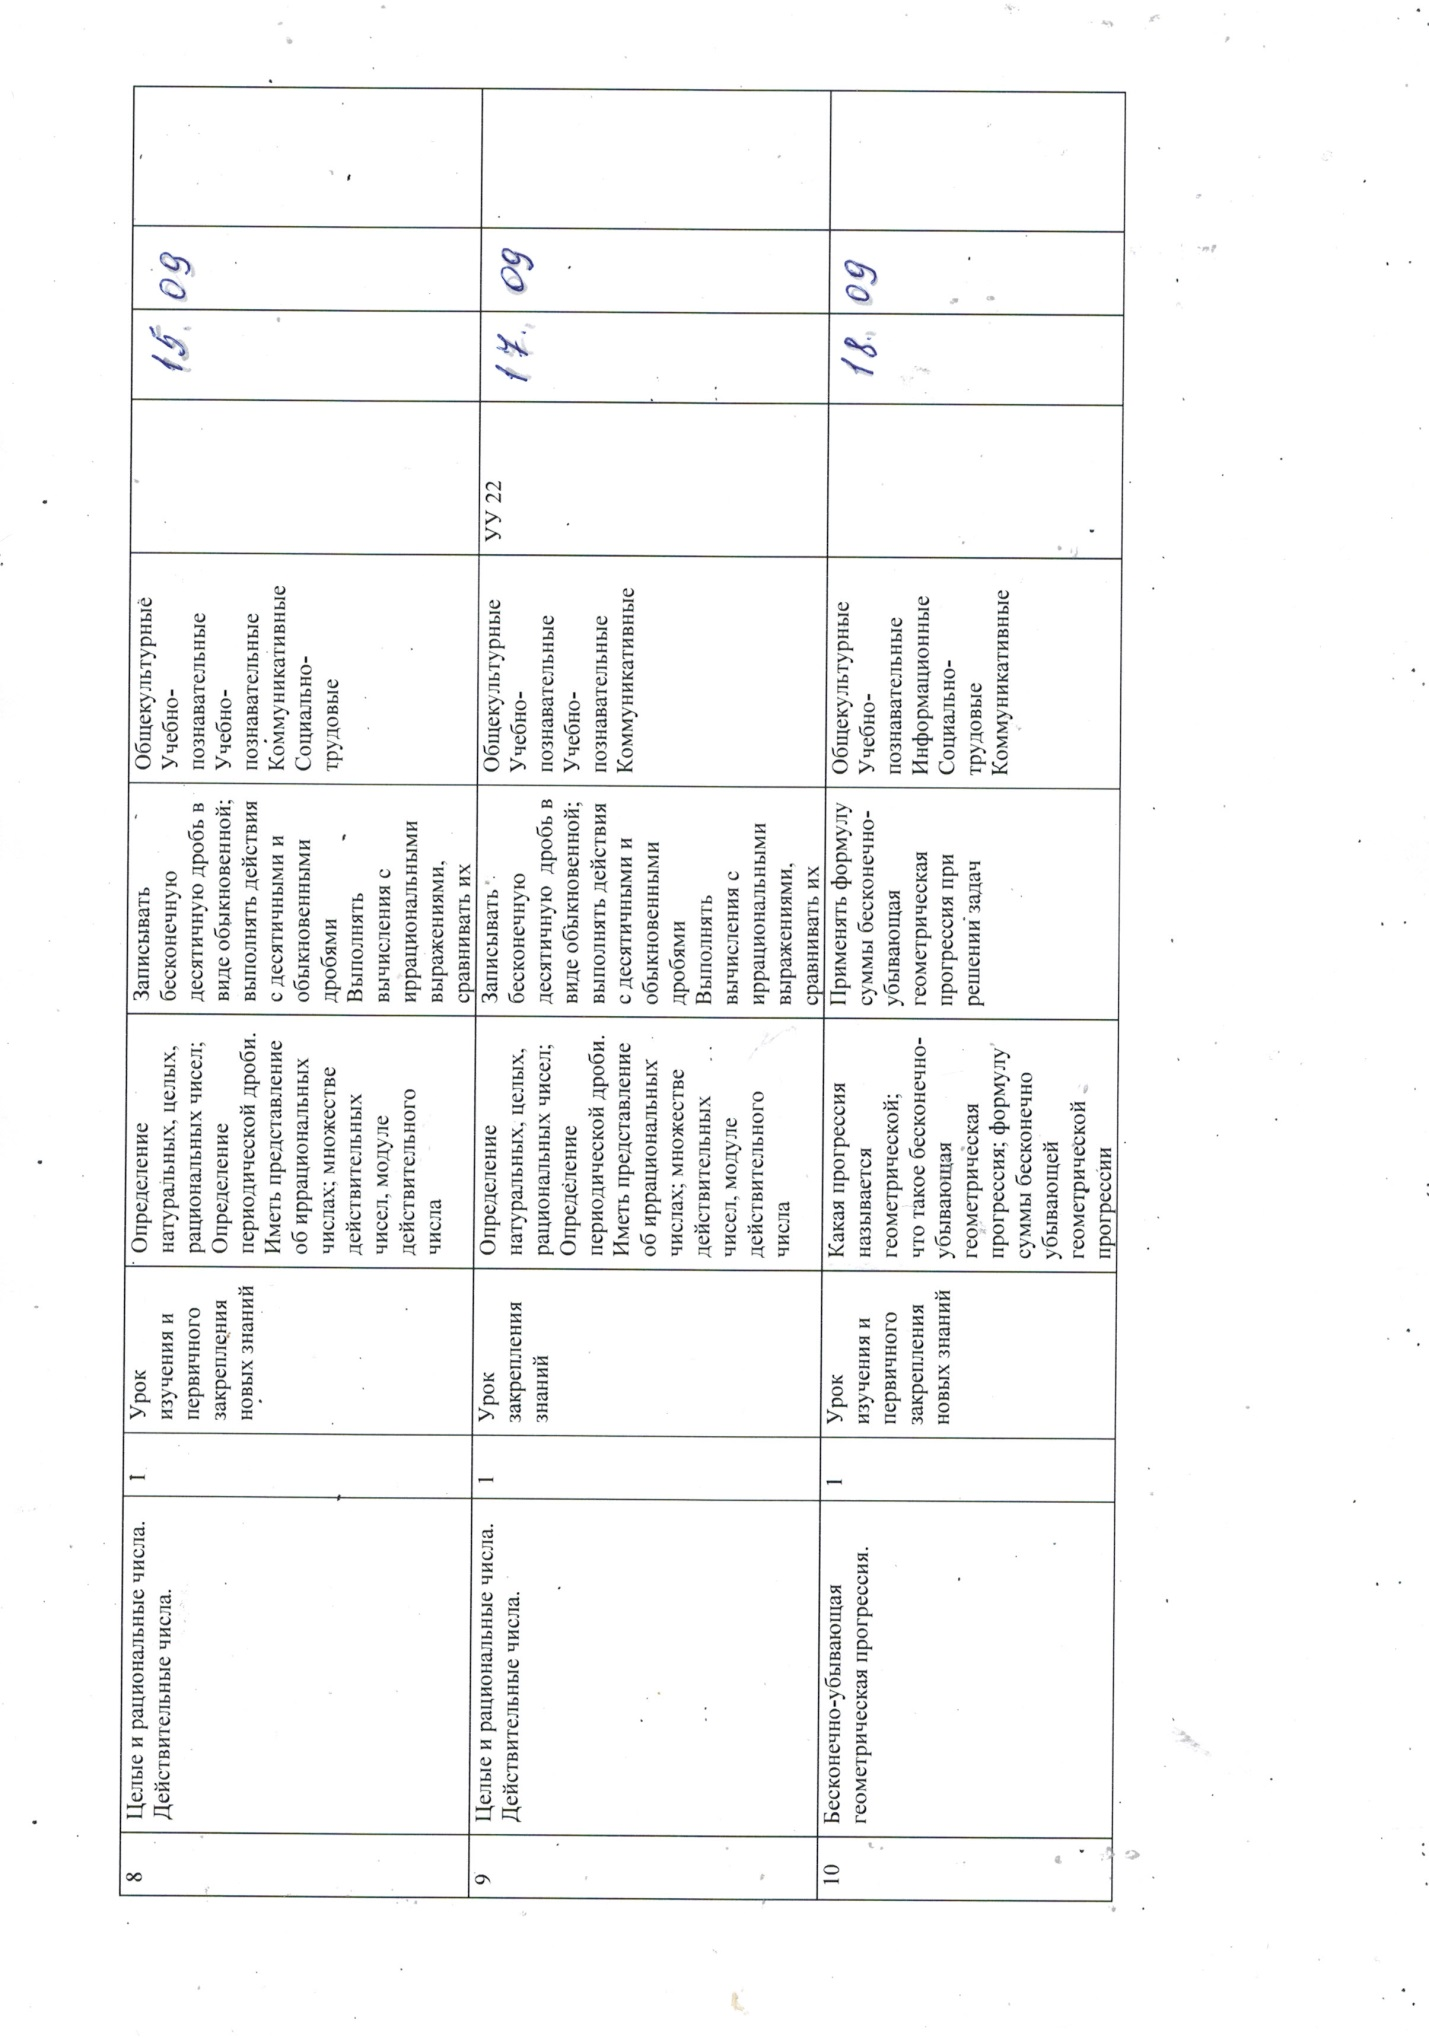 8
Целые и рациональные числа.
Действительные числа.
1
Урок
изучения и
первичного
закрепления
новых знаний
Определение
натуральных, целых,
рациональных чисел;
Определение
периодической дроби.
Иметь представление
об иррациональных
числах; множестве
действительных
чисел, модуле
действительного
числа
Записывать
бесконечную
десятичную дробь в
виде обыкновенной;
выполнять действия
с десятичными и
обыкновенными
дробями
Выполнять
вычисления с
иррациональными
выражениями,
сравнивать их
Общекультурные
Учебно-
познавательные
Учебно-
познавательные
Коммуникативные
Социально-
трудовые
15.
09
9
Целые и рациональные числа.
Действительные числа.
1
Урок
закрепления
знаний
Определение
натуральных, целых,
рациональных чисел;
Определение
периодической дроби.
Иметь представление
об иррациональных
числах; множестве
действительных
чисел, модуле
действительного
числа
Записывать
бесконечную
десятичную дробь в
виде обыкновенной;
выполнять действия
с десятичными и
обыкновенными
дробями
Выполнять
вычисления с
иррациональными
выражениями,
сравнивать их
Общекультурные
Учебно-
познавательные
Учебно-
познавательные
Коммуникативные
УУ 22
17.
09
10
Бесконечно-убывающая
геометрическая прогрессия.
1
Урок
изучения и
первичного
закрепления
новых знаний
Какая прогрессия
называется
геометрической;
что такое бесконечно-
убывающая
геометрическая
прогрессия; формулу
суммы бесконечно
убывающей
геометрической
прогрессии
Применять формулу
суммы бесконечно-
убывающая
геометрическая
прогрессия при
решении задач
Общекультурные
Учебно-
познавательные
Информационные
Социально-
трудовые
Коммуникативные
18.
09